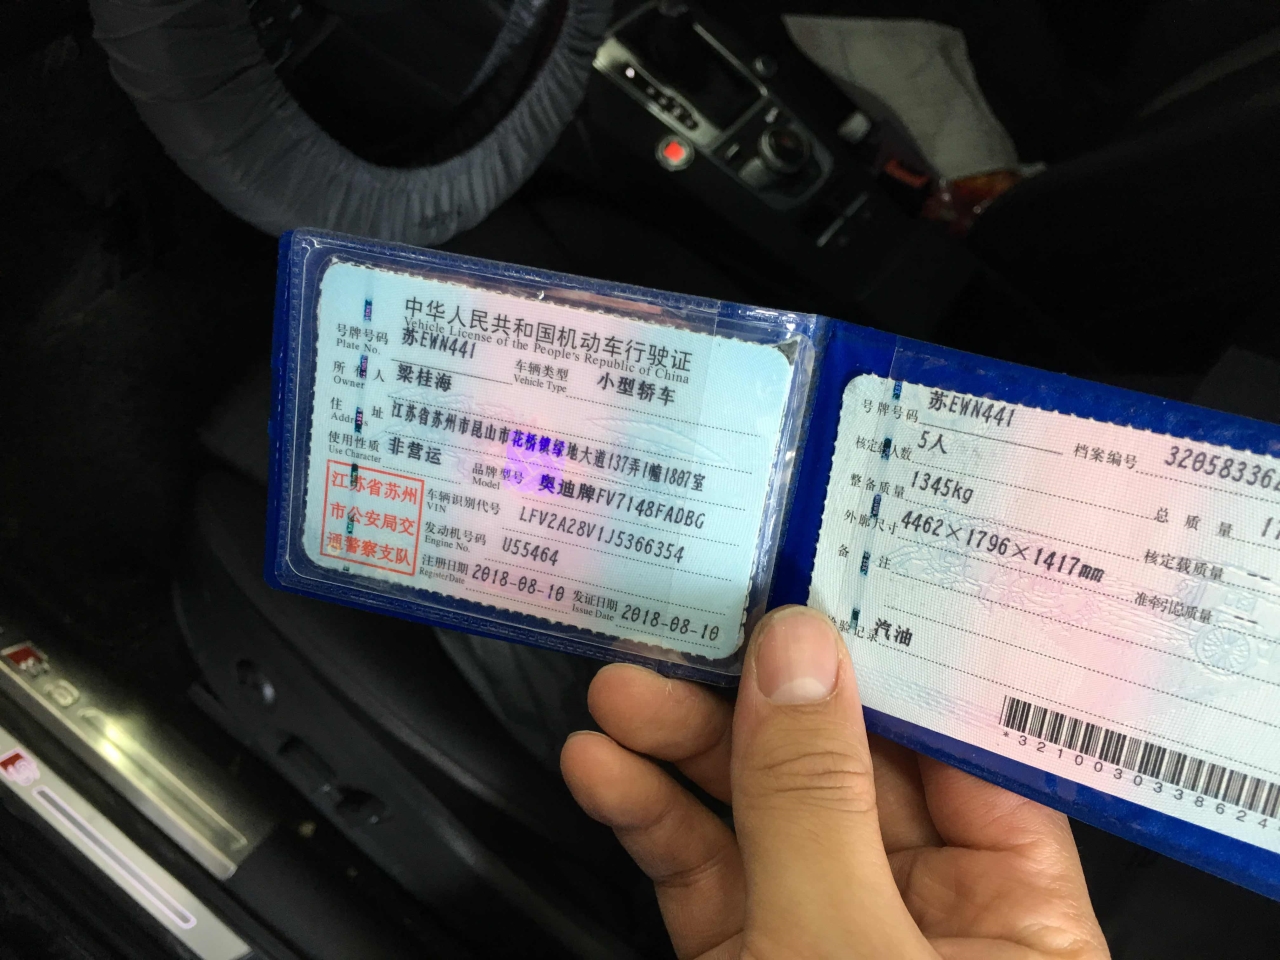 中华人民共和国机动车行驶证
Vehicle License of the People's Republic of China
号牌号码 苏EWN441 车辆类型 小型轿车
Plate No. Vehicle Type
所有人 梁桂海
Owner
住址 江苏省苏州市昆山市花桥镇绿地大道137弄1幢1807室
Address
使用性质 非营运 品牌型号 奥迪牌FV7148FADBG
Use Character Model
江苏省苏州
市公安局交
通警察支队
车辆识别代号 LFV2A28V1J5366354
VIN
发动机号码 U55464
Engine No.
注册日期 2018-08-10 发证日期 2018-08-10
Register Date Issue Date
号牌号码 苏EWN441 档案编号 32058336
核定载人数 5人 总质量
整备质量 1345kg 核定载质量 --
外廓尺寸 4462×1796×1417mm 准牵引总质量 --
备注
检验记录 汽油
*3210030338624